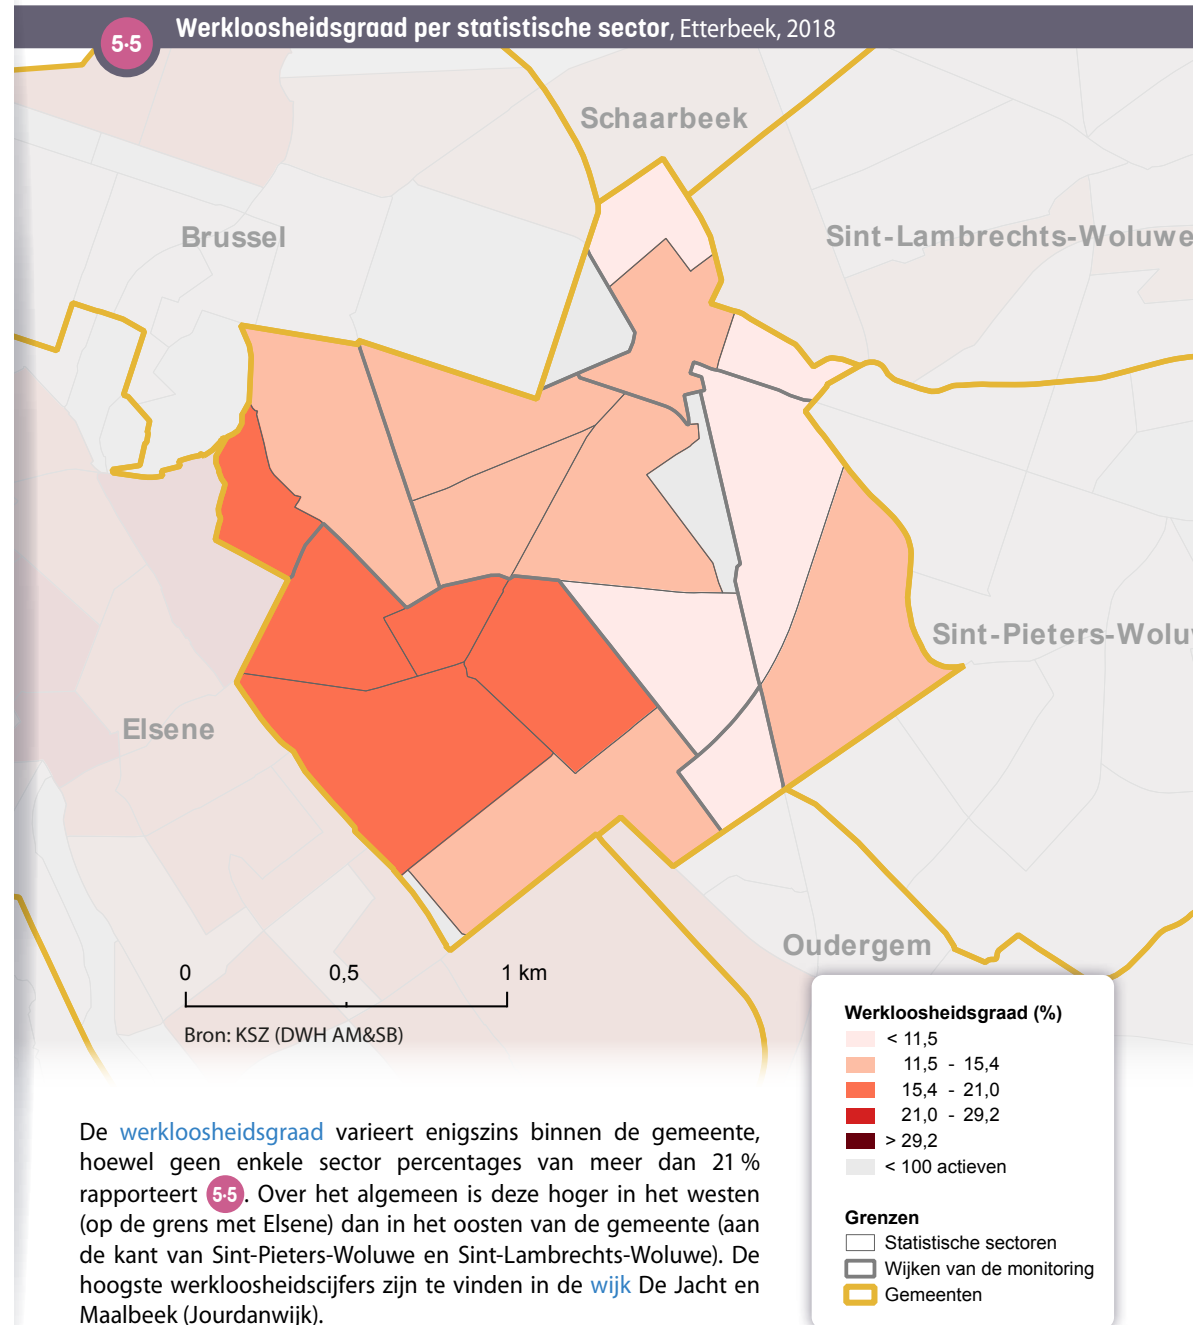 5·5 Werkloosheidsgraad per statistische sector, Etterbeek, 2018
Schaarbeek
Brussel
Sint-Lambrechts-Woluwe
Sint-Pieters-Woluw
Elsene
Oudergem
0 0,5 1 km
Bron: KSZ (DWH AM&SB)
Werkloosheidsgraad (%)
< 11,5
11,5 - 15,4
15,4 - 21,0
21,0 - 29,2
> 29,2
< 100 actieven
Grenzen
Statistische sectoren
Wijken van de monitoring
Gemeenten
De werkloosheidsgraad varieert enigszins binnen de gemeente,
hoewel geen enkele sector percentages van meer dan 21 %
rapporteert 5·5. Over het algemeen is deze hoger in het westen
(op de grens met Elsene) dan in het oosten van de gemeente (aan
de kant van Sint-Pieters-Woluwe en Sint-Lambrechts-Woluwe). De
hoogste werkloosheidscijfers zijn te vinden in de wijk De Jacht en
Maalbeek (Jourdanwijk).